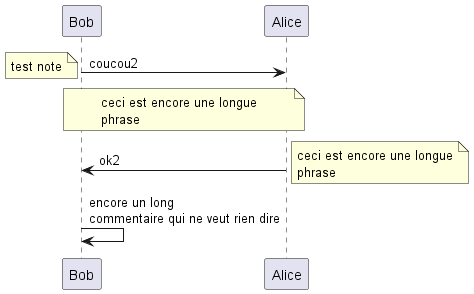 Bob Alice
test note
coucou2
ceci est encore une longue
phrase
ok2
ceci est encore une longue
phrase
encore un long
commentaire qui ne veut rien dire
Bob Alice